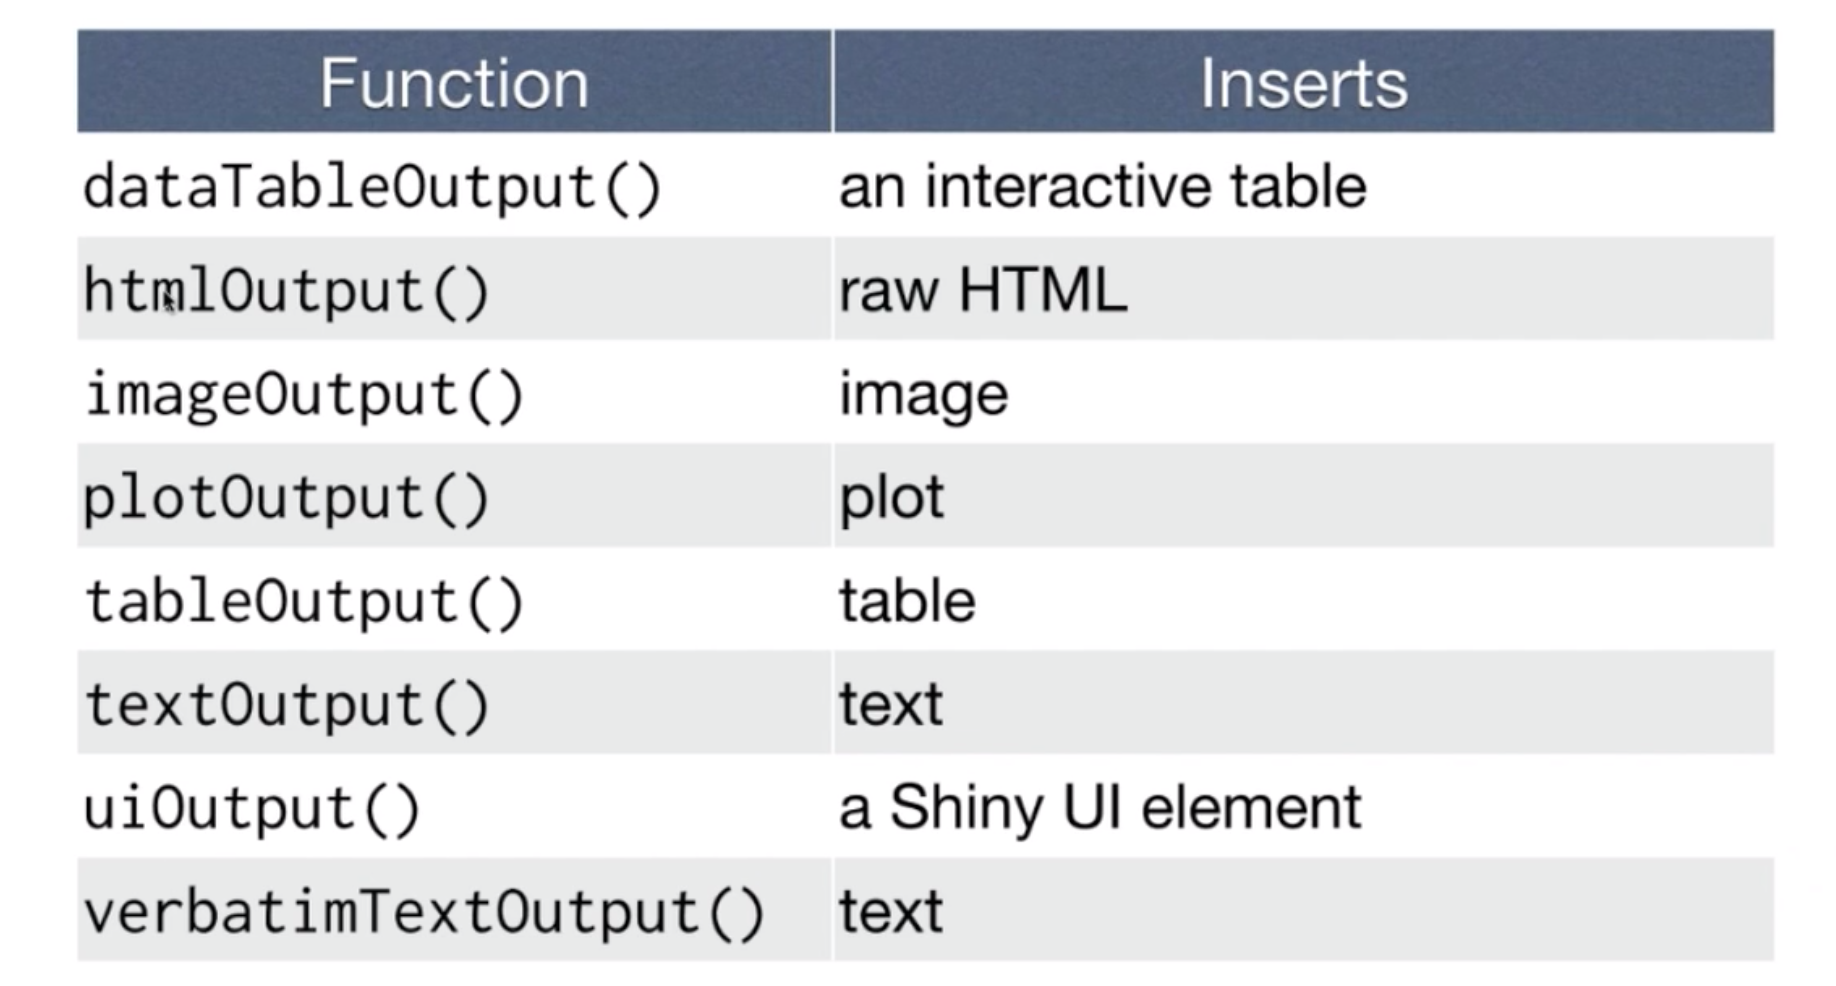 Function Inserts
dataTableOutput() an interactive table
htmlOutput() raw HTML
imageOutput() image
plotOutput() plot
tableOutput() table
textOutput() text
uiOutput() a Shiny UI element
verbatimTextOutput() text